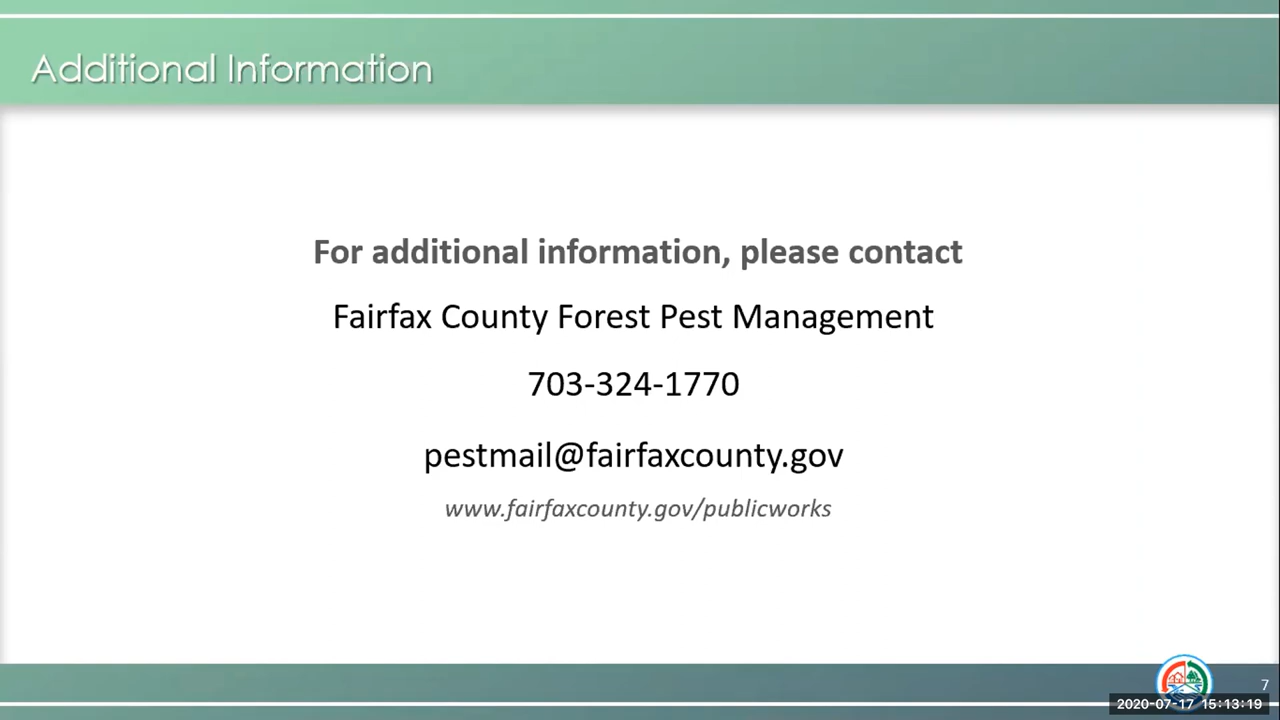 Additional Information
For additional information, please contact
Fairfax County Forest Pest Management
703-324-1770
pestmail@fairfaxcounty.gov
www.fairfaxcounty.gov/publicworks
7
2020-07-17 15:13:19